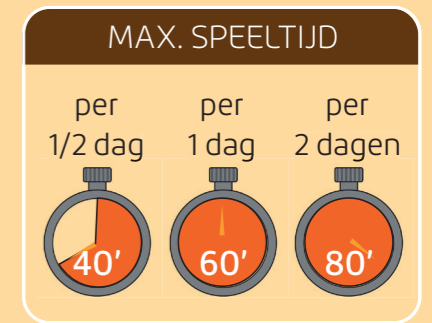 MAX. SPEELTIJD
per per per
1/2 dag 1 dag 2 dagen
40’ 60’ 80’